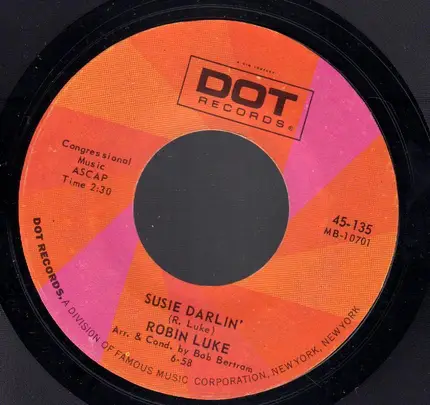 DOT
RECORDS®
Congressional
Music
ASCAP
Time 2:30
45-135
MB-10701
SUSIE DARLIN'
(R. Luke)
ROBIN LUKE
Arr. & Cond. by Bob Bertram
6-58
DOT RECORDS, A DIVISION OF FAMOUS MUSIC CORPORATION, NEW YORK, NEW YORK